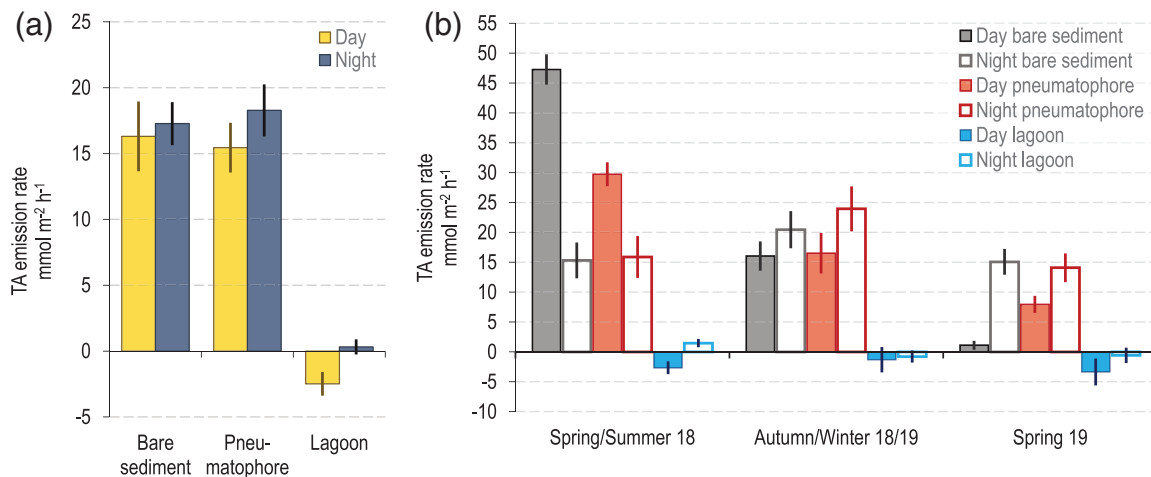 (a)
TA emission rate
mmol m⁻² h⁻¹
25
20
15
10
5
0
-5
Day
Night
Bare
sediment
Pneu-
matophore
Lagoon
(b)
TA emission rate
mmol m⁻² h⁻¹
55
50
45
40
35
30
25
20
15
10
5
0
-5
-10
Day bare sediment
Night bare sediment
Day pneumatophore
Night pneumatophore
Day lagoon
Night lagoon
Spring/Summer 18
Autumn/Winter 18/19
Spring 19